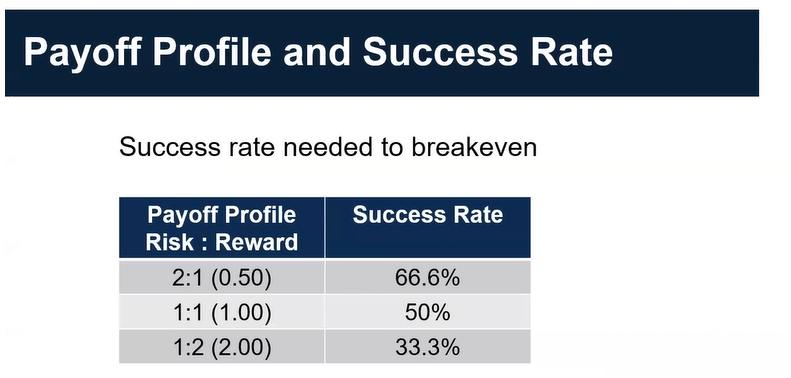 Payoff Profile and Success Rate
Success rate needed to breakeven
Payoff Profile Success Rate
Risk : Reward
2:1 (0.50) 66.6%
1:1 (1.00) 50%
1:2 (2.00) 33.3%